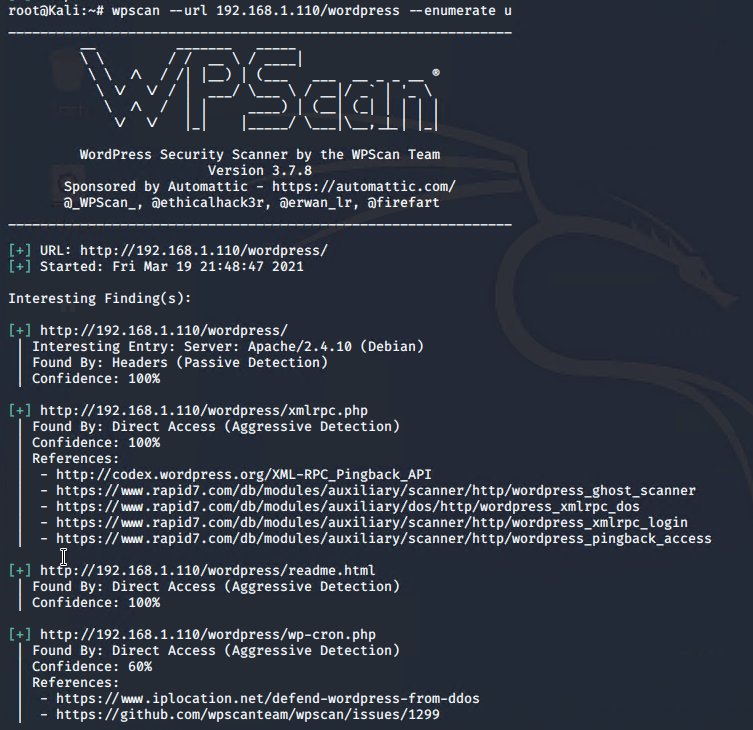 root@Kali:~# wpscan --url 192.168.1.110/wordpress --enumerate u
WPScan ®
WordPress Security Scanner by the WPScan Team
Version 3.7.8
Sponsored by Automattic - https://automattic.com/
@_WPScan_, @ethicalhack3r, @erwan_lr, @firefart
[+] URL: http://192.168.1.110/wordpress/
[+] Started: Fri Mar 19 21:48:47 2021
Interesting Finding(s):
[+] http://192.168.1.110/wordpress/
| Interesting Entry: Server: Apache/2.4.10 (Debian)
| Found By: Headers (Passive Detection)
| Confidence: 100%
[+] http://192.168.1.110/wordpress/xmlrpc.php
| Found By: Direct Access (Aggressive Detection)
| Confidence: 100%
| References:
|  - http://codex.wordpress.org/XML-RPC_Pingback_API
|  - https://www.rapid7.com/db/modules/auxiliary/scanner/http/wordpress_ghost_scanner
|  - https://www.rapid7.com/db/modules/auxiliary/dos/http/wordpress_xmlrpc_dos
|  - https://www.rapid7.com/db/modules/auxiliary/scanner/http/wordpress_xmlrpc_login
|  - https://www.rapid7.com/db/modules/auxiliary/scanner/http/wordpress_pingback_access
[+] http://192.168.1.110/wordpress/readme.html
| Found By: Direct Access (Aggressive Detection)
| Confidence: 100%
[+] http://192.168.1.110/wordpress/wp-cron.php
| Found By: Direct Access (Aggressive Detection)
| Confidence: 60%
| References:
|  - https://www.iplocation.net/defend-wordpress-from-ddos
|  - https://github.com/wpscanteam/wpscan/issues/1299